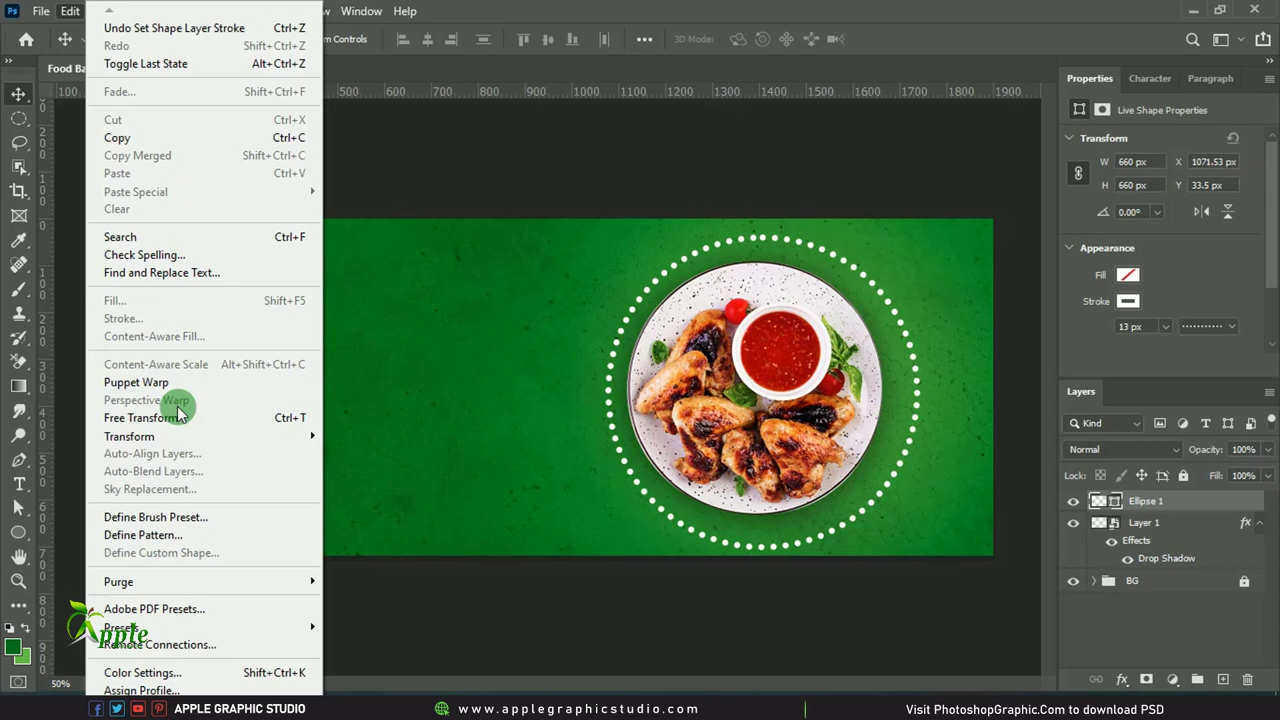 Ps File Edit Window Help
Undo Set Shape Layer Stroke Ctrl+Z
Redo Shift+Ctrl+Z
Toggle Last State Alt+Ctrl+Z
Fade... Shift+Ctrl+F
Cut Ctrl+X
Copy Ctrl+C
Copy Merged Shift+Ctrl+C
Paste Ctrl+V
Paste Special
Clear
Search Ctrl+F
Check Spelling...
Find and Replace Text...
Fill... Shift+F5
Stroke...
Content-Aware Fill...
Content-Aware Scale Alt+Shift+Ctrl+C
Puppet Warp
Perspective Warp
Free Transform Ctrl+T
Transform
Auto-Align Layers...
Auto-Blend Layers...
Sky Replacement...
Define Brush Preset...
Define Pattern...
Define Custom Shape...
Purge
Adobe PDF Presets...
Presets
Remote Connections...
Color Settings... Shift+Ctrl+K
Assign Profile...
Controls
3D Mode:
Food Ba
100 500 600 700 800 900 1000 1100 1200 1300 1400 1500 1600 1700 1800 1900
50%
Properties Character Paragraph
Live Shape Properties
Transform
W 660 px X 1071.53 px
H 660 px Y 33.5 px
0.00°
Appearance
Fill
Stroke
13 px
Layers
Kind
Normal Opacity: 100%
Lock: Fill: 100%
Ellipse 1
Layer 1 fx
Effects
Drop Shadow
BG
fx
Apple
APPLE GRAPHIC STUDIO
www.applegraphicstudio.com
Visit PhotoshopGraphic.Com to download PSD